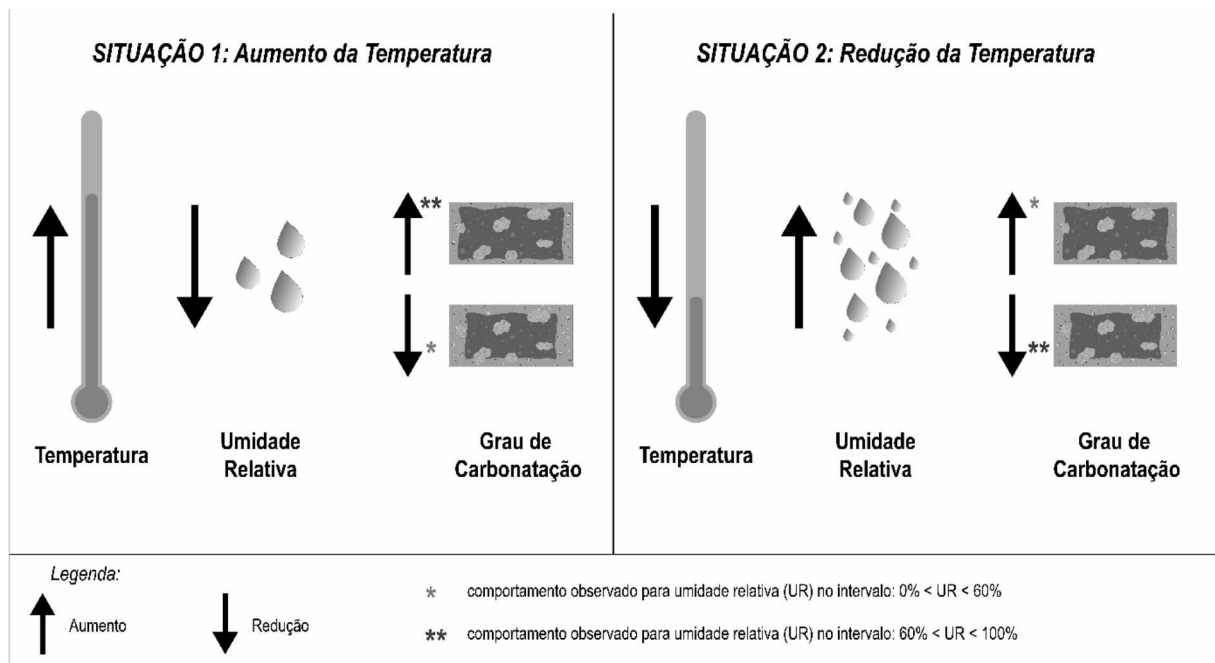 SITUAÇÃO 1: Aumento da Temperatura
**
*
Temperatura
Umidade
Relativa
Grau de
Carbonatação
SITUAÇÃO 2: Redução da Temperatura
*
**
Temperatura
Umidade
Relativa
Grau de
Carbonatação
Legenda:
Aumento
Redução
* comportamento observado para umidade relativa (UR) no intervalo: 0% < UR < 60%
** comportamento observado para umidade relativa (UR) no intervalo: 60% < UR < 100%